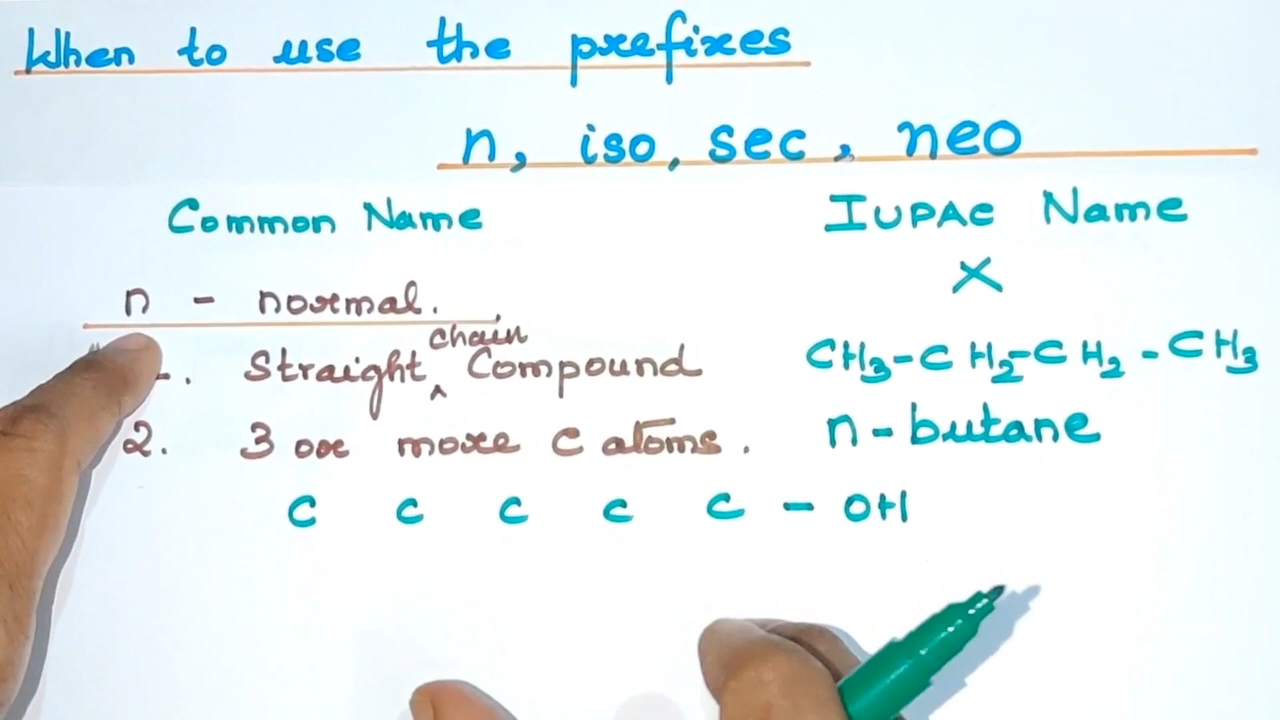 When to use the prefixes
n, iso, sec, neo
Common Name
IUPAC Name
n - normal.
X
Straight chain Compound
CH3-CH2-CH2-CH3
2. 3 or more C atoms.
n-butane
C C C C C - OH